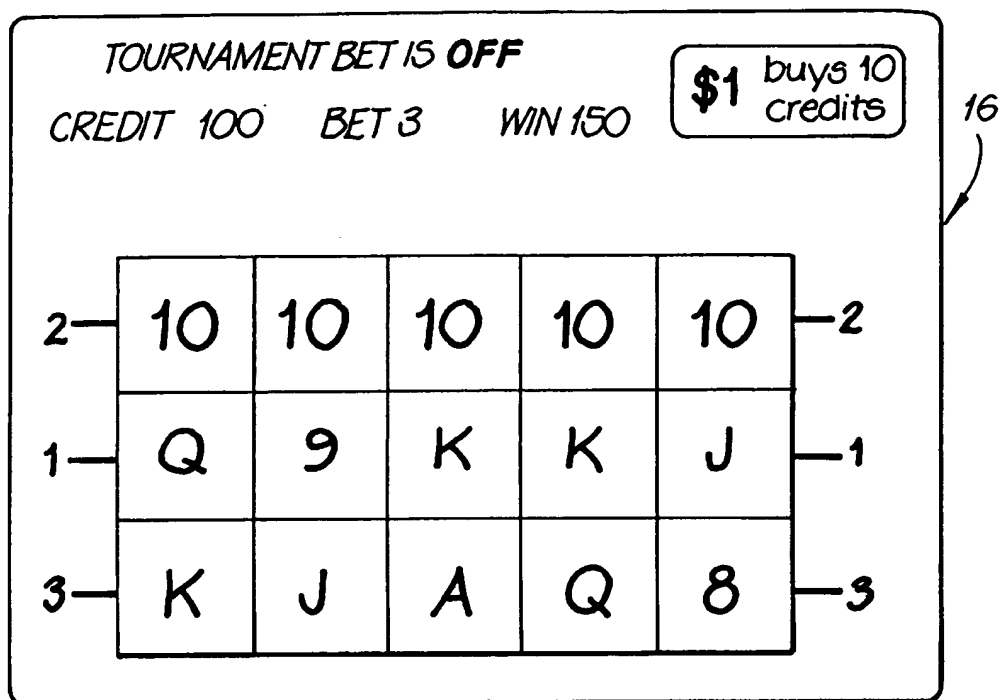 TOURNAMENT BET IS OFF
$1 buys 10
credits
CREDIT 100 BET 3 WIN 150
16
2 10 10 10 10 10 2
1 Q 9 K K J 1
3 K J A Q 8 3